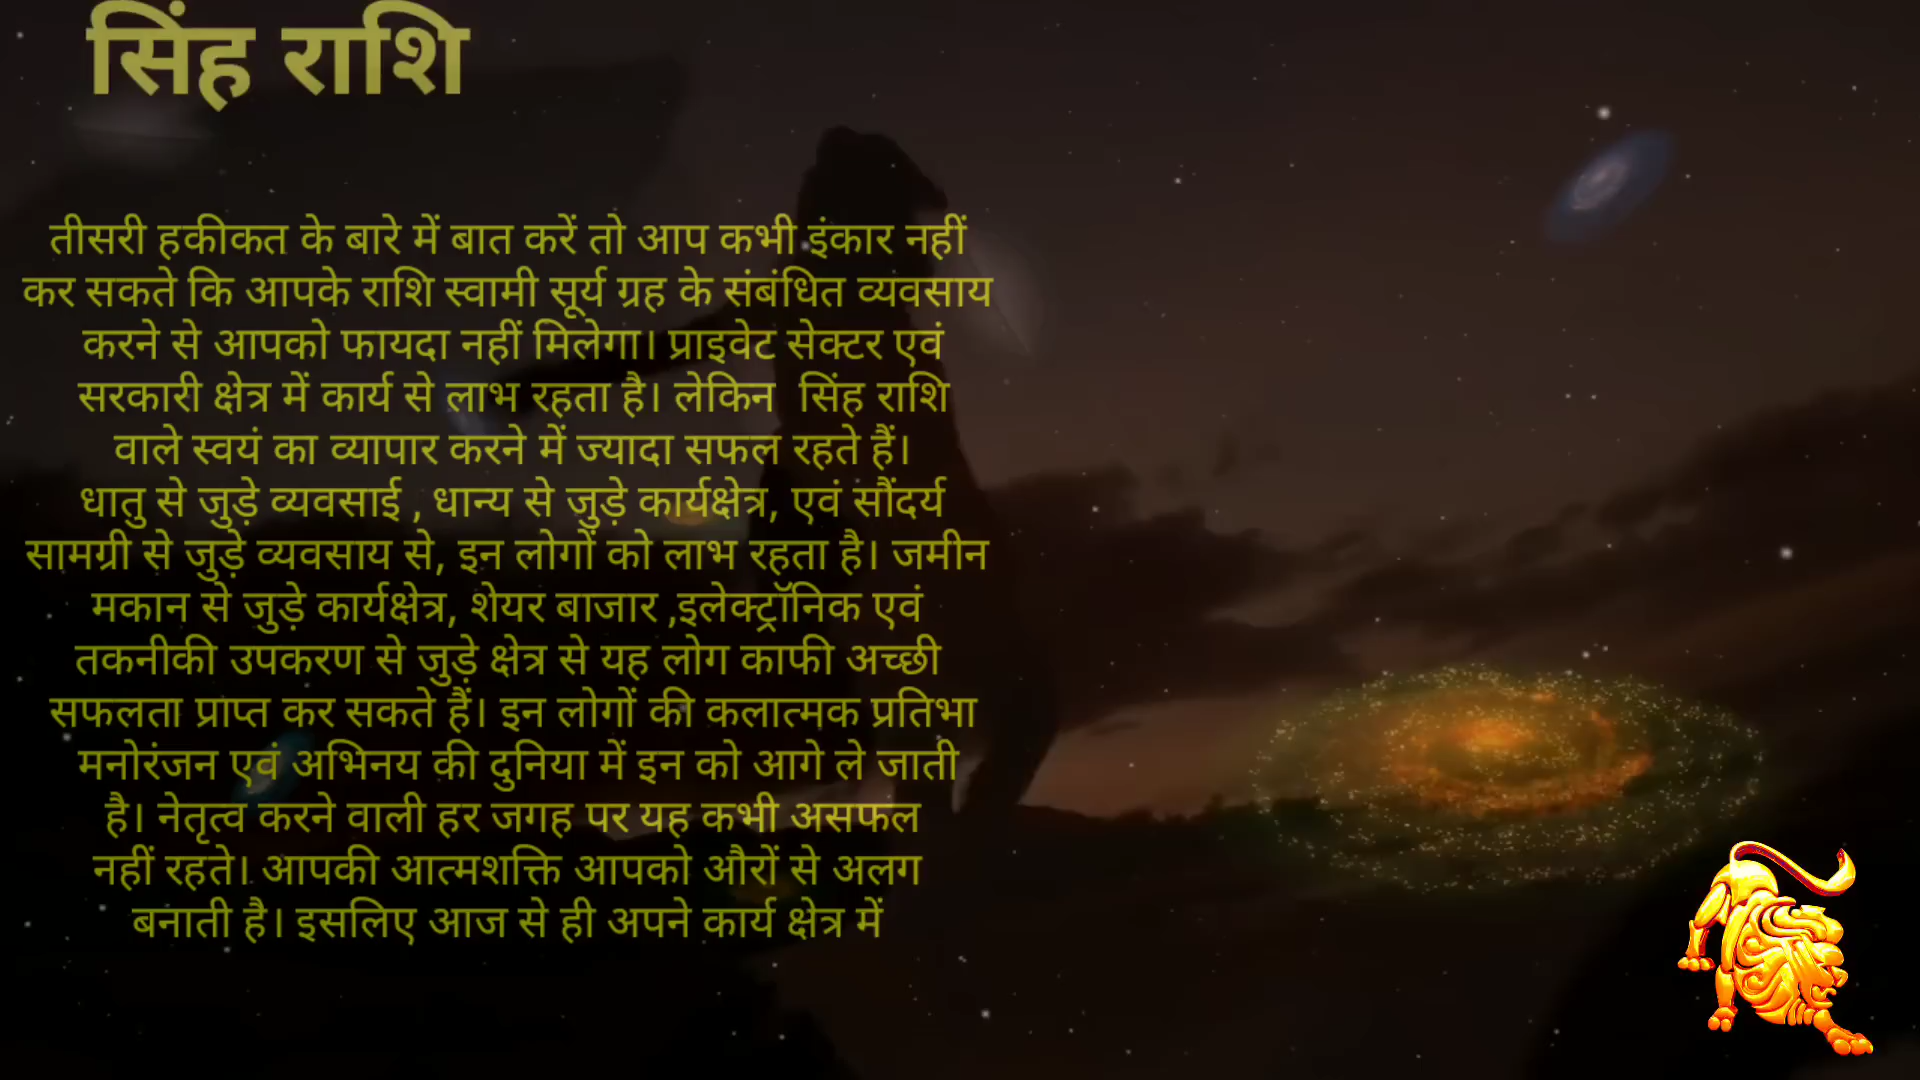 सिंह राशि
तीसरी हकीकत के बारे में बात करें तो आप कभी इंकार नहीं
कर सकते कि आपके राशि स्वामी सूर्य ग्रह के संबंधित व्यवसाय
करने से आपको फायदा नहीं मिलेगा। प्राइवेट सेक्टर एवं
सरकारी क्षेत्र में कार्य से लाभ रहता है। लेकिन सिंह राशि
वाले स्वयं का व्यापार करने में ज्यादा सफल रहते हैं।
धातु से जुड़े व्यवसाई , धान्य से जुड़े कार्यक्षेत्र, एवं सौंदर्य
सामग्री से जुड़े व्यवसाय से, इन लोगों को लाभ रहता है। जमीन
मकान से जुड़े कार्यक्षेत्र, शेयर बाजार ,इलेक्ट्रॉनिक एवं
तकनीकी उपकरण से जुड़े क्षेत्र से यह लोग काफी अच्छी
सफलता प्राप्त कर सकते हैं। इन लोगों की कलात्मक प्रतिभा
मनोरंजन एवं अभिनय की दुनिया में इन को आगे ले जाती
है। नेतृत्व करने वाली हर जगह पर यह कभी असफल
नहीं रहते। आपकी आत्मशक्ति आपको औरों से अलग
बनाती है। इसलिए आज से ही अपने कार्य क्षेत्र में